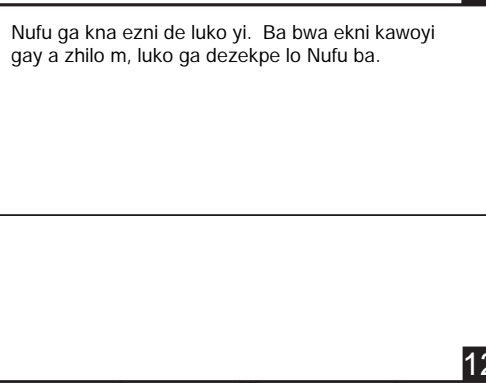 Nufu ga kna ezni de luko yi.  Ba bwa ekni kawoyi
gay a zhilo m, luko ga dezekpe lo Nufu ba.
12